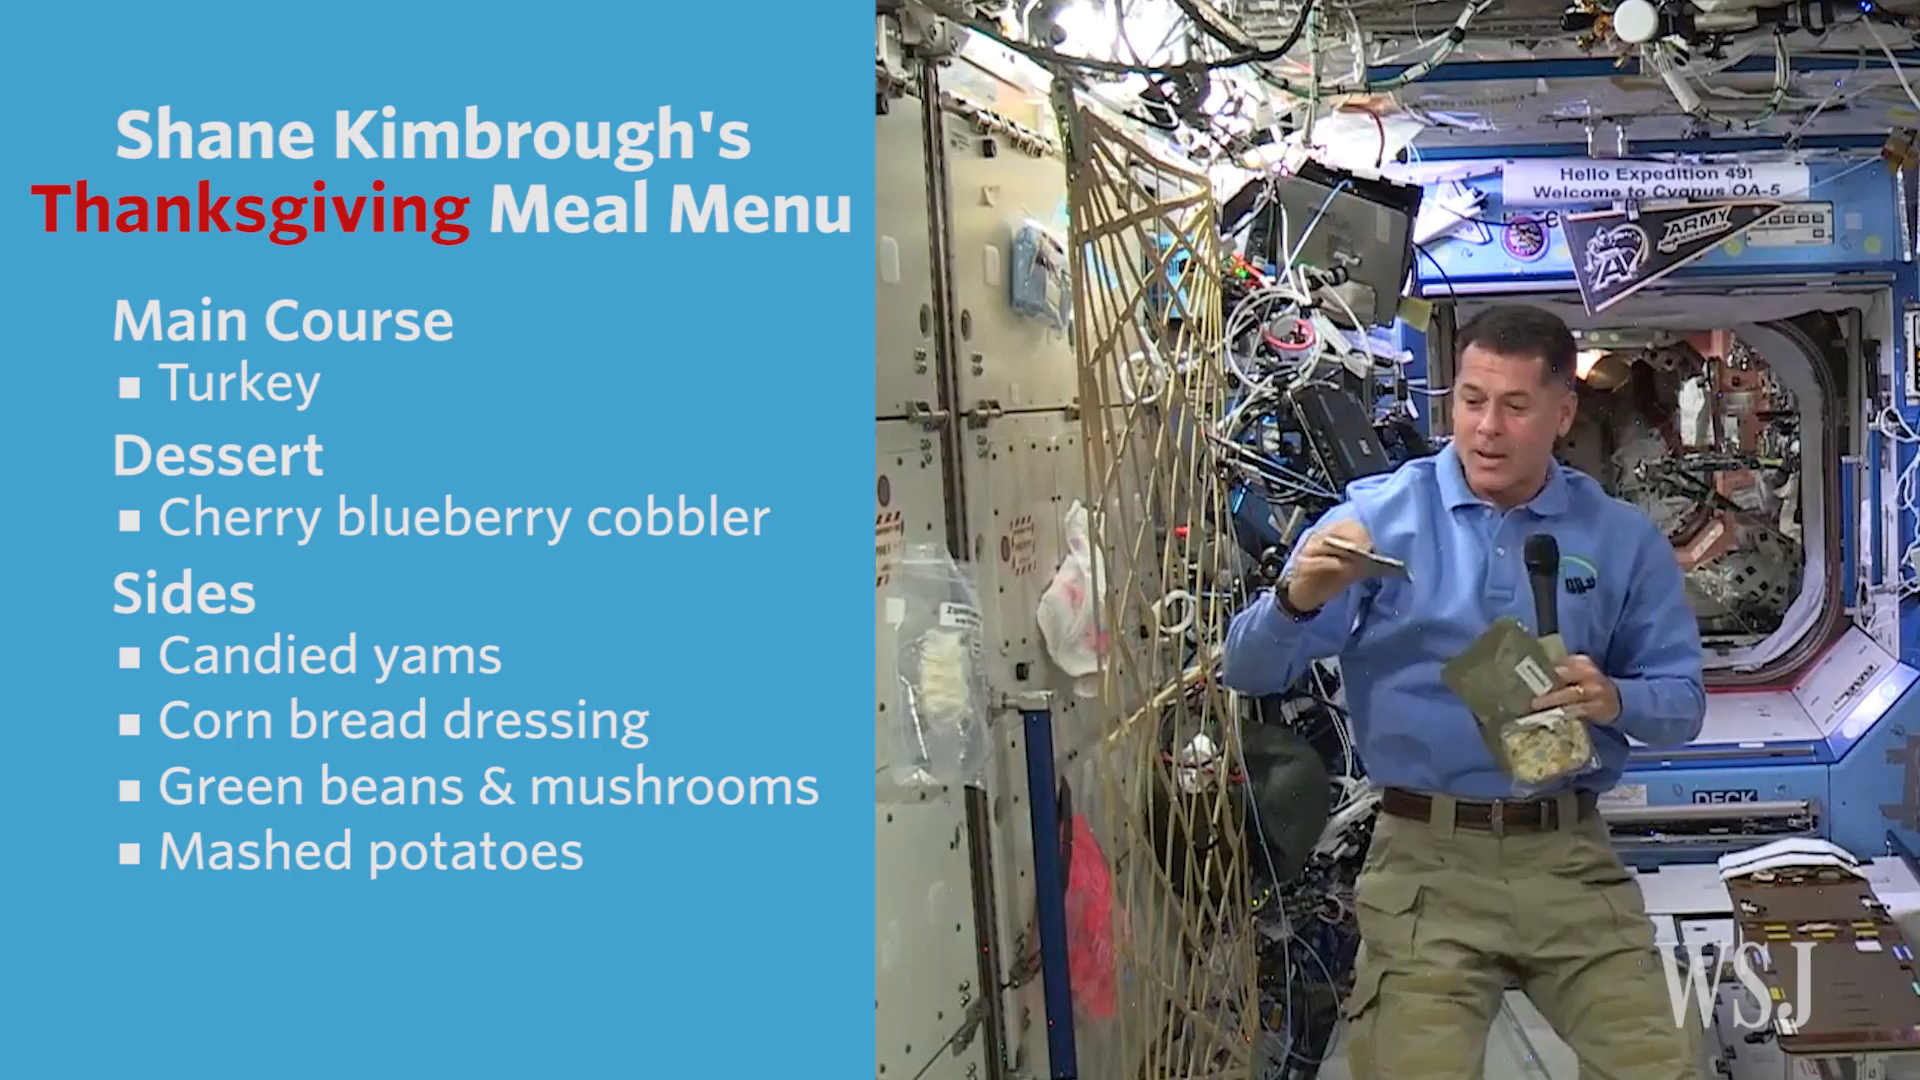 Shane Kimbrough's
Thanksgiving Meal Menu
Main Course
▪ Turkey
Dessert
▪ Cherry blueberry cobbler
Sides
▪ Candied yams
▪ Corn bread dressing
▪ Green beans & mushrooms
▪ Mashed potatoes
Hello Expedition 49!
Welcome to Cygnus OA-5
ARMY
A
DECK
WSJ